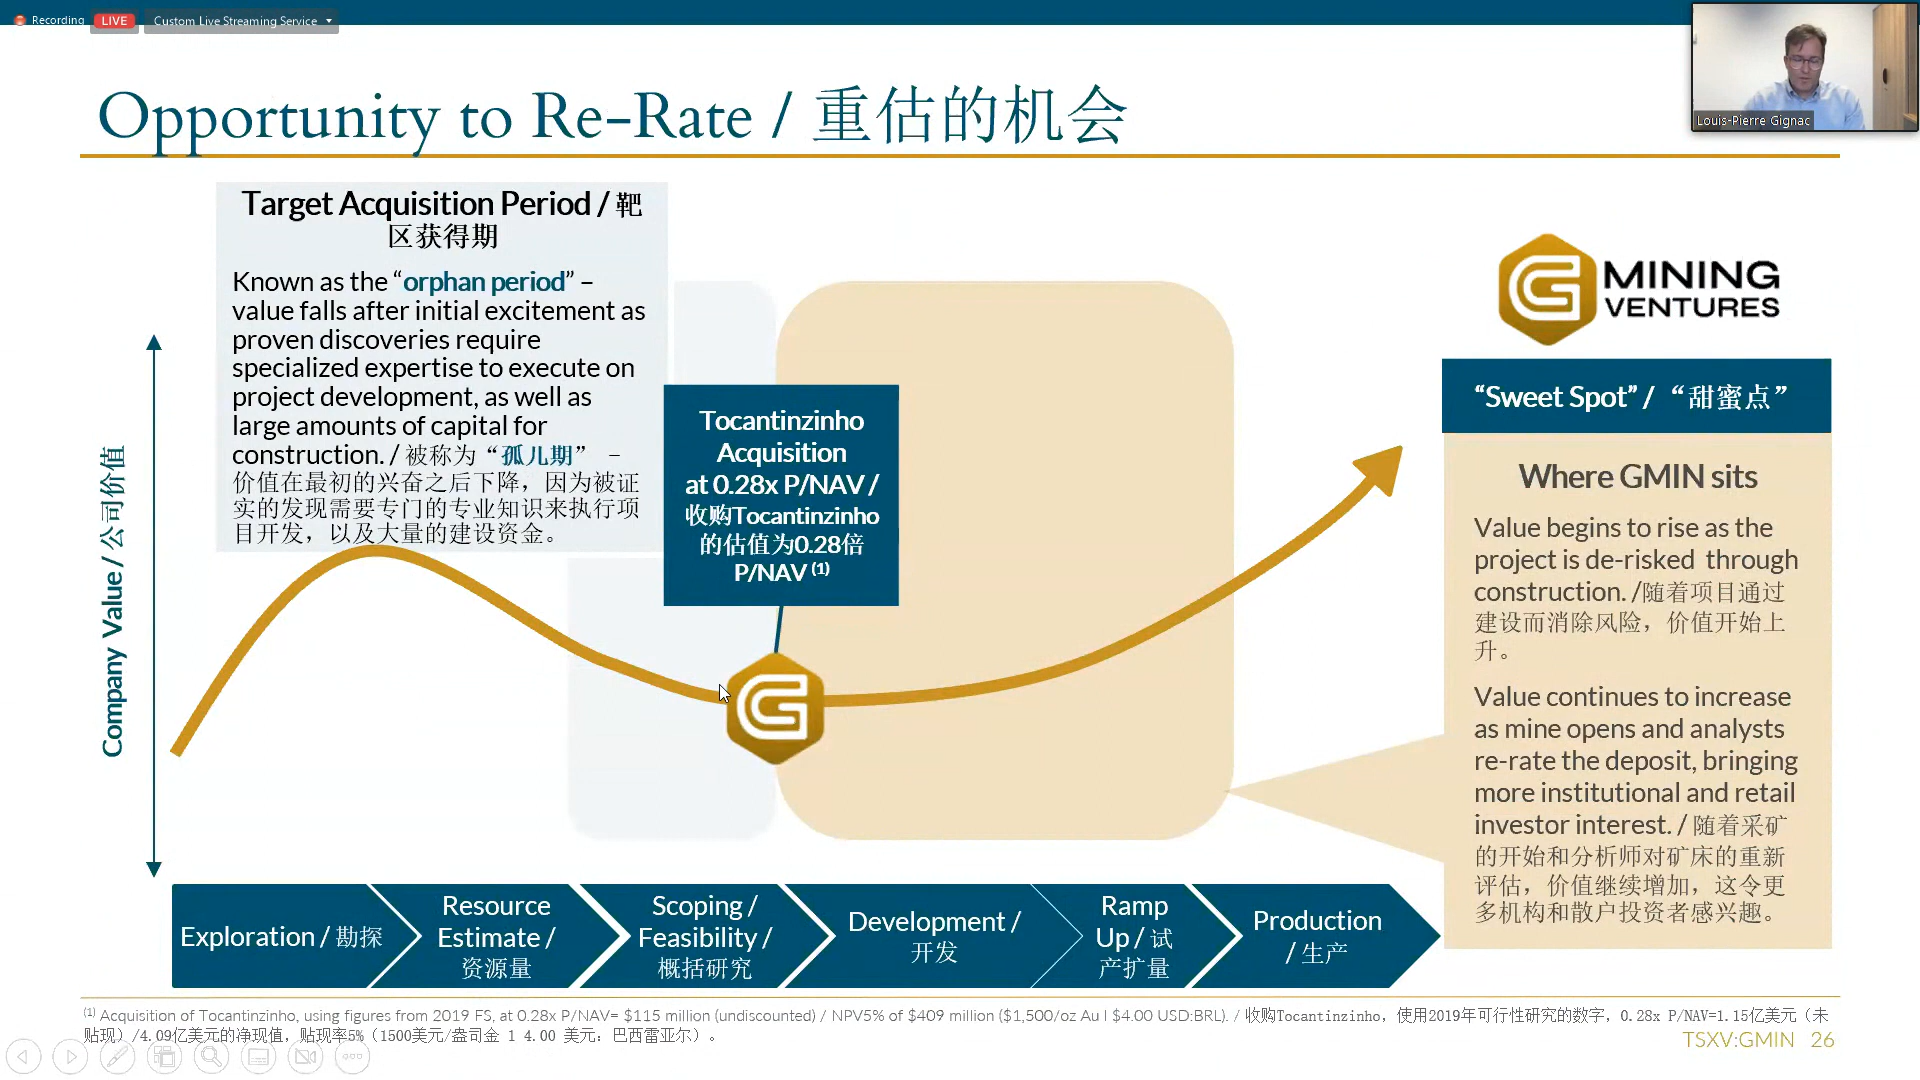 Recording
LIVE
Custom Live Streaming Service
Louis-Pierre Gignac
Opportunity to Re-Rate / 重估的机会
Target Acquisition Period / 靶
区获得期
Known as the “orphan period” –
value falls after initial excitement as
proven discoveries require
specialized expertise to execute on
project development, as well as
large amounts of capital for
construction. / 被称为“孤儿期” –
价值在最初的兴奋之后下降，因为被证
实的发现需要专门的专业知识来执行项
目开发，以及大量的建设资金。
Tocantinzinho
Acquisition
at 0.28x P/NAV /
收购Tocantinzinho
的估值为0.28倍
P/NAV (1)
Company Value / 公司价值
G
G
MINING
VENTURES
“Sweet Spot” / “甜蜜点”
Where GMIN sits
Value begins to rise as the
project is de-risked through
construction. /随着项目通过
建设而消除风险，价值开始上
升。
Value continues to increase
as mine opens and analysts
re-rate the deposit, bringing
more institutional and retail
investor interest. / 随着采矿
的开始和分析师对矿床的重新
评估，价值继续增加，这令更
多机构和散户投资者感兴趣。
Exploration / 勘探
Resource
Estimate /
资源量
Scoping /
Feasibility /
概括研究
Development /
开发
Ramp
Up / 试
产扩量
Production
/ 生产
(1) Acquisition of Tocantinzinho, using figures from 2019 FS, at 0.28x P/NAV= $115 million (undiscounted) / NPV5% of $409 million ($1,500/oz Au I $4.00 USD:BRL). / 收购Tocantinzinho，使用2019年可行性研究的数字，0.28x P/NAV=1.15亿美元（未
贴现）/4.09亿美元的净现值，贴现率5%（1500美元/盎司金 1 4.00 美元：巴西雷亚尔）。
TSXV:GMIN 26